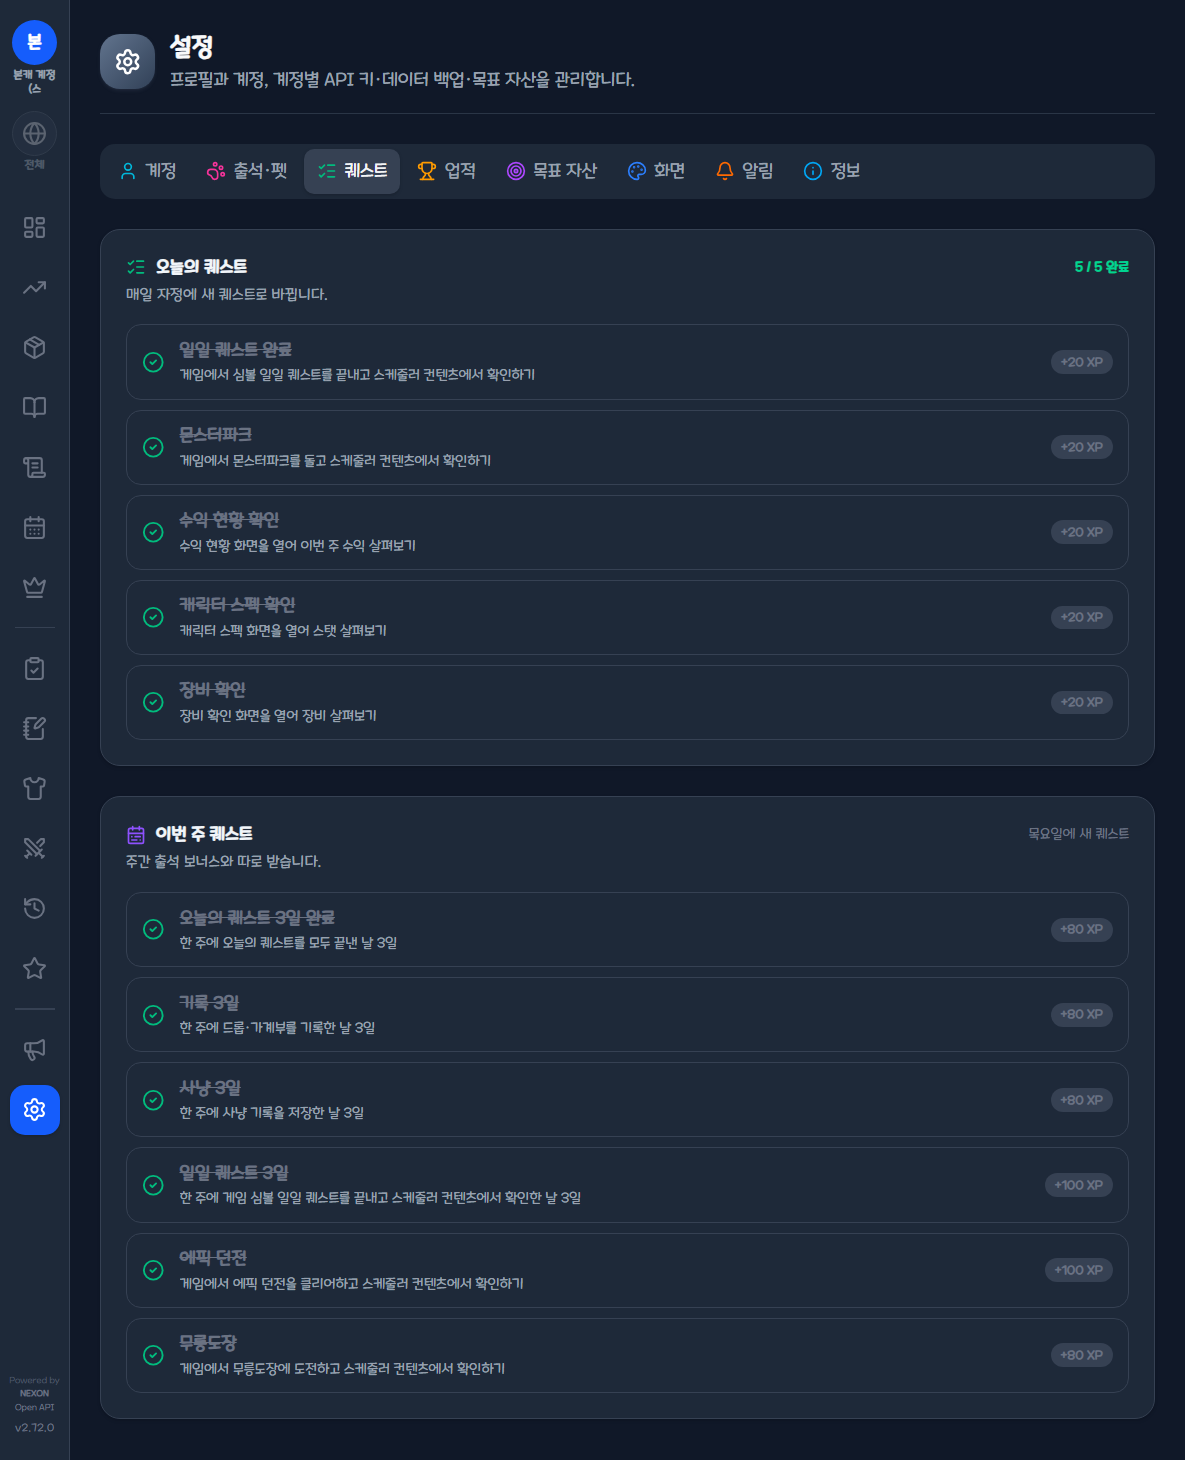 본
본캐 계정
(스
전체
Powered by
NEXON
Open API
v2.72.0
설정
프로필과 계정, 계정별 API 키·데이터 백업·목표 자산을 관리합니다.
계정 출석·펫 퀘스트 업적 목표 자산 화면 알림 정보
오늘의 퀘스트 5 / 5 완료
매일 자정에 새 퀘스트로 바뀝니다.
일일 퀘스트 완료 +20 XP
게임에서 심볼 일일 퀘스트를 끝내고 스케줄러 컨텐츠에서 확인하기
몬스터파크 +20 XP
게임에서 몬스터파크를 돌고 스케줄러 컨텐츠에서 확인하기
수익 현황 확인 +20 XP
수익 현황 화면을 열어 이번 주 수익 살펴보기
캐릭터 스펙 확인 +20 XP
캐릭터 스펙 화면을 열어 스탯 살펴보기
장비 확인 +20 XP
장비 확인 화면을 열어 장비 살펴보기
이번 주 퀘스트 목요일에 새 퀘스트
주간 출석 보너스와 따로 받습니다.
오늘의 퀘스트 3일 완료 +80 XP
한 주에 오늘의 퀘스트를 모두 끝낸 날 3일
기록 3일 +80 XP
한 주에 드롭·가계부를 기록한 날 3일
사냥 3일 +80 XP
한 주에 사냥 기록을 저장한 날 3일
일일 퀘스트 3일 +100 XP
한 주에 게임 심볼 일일 퀘스트를 끝내고 스케줄러 컨텐츠에서 확인한 날 3일
에픽 던전 +100 XP
게임에서 에픽 던전을 클리어하고 스케줄러 컨텐츠에서 확인하기
무릉도장 +80 XP
게임에서 무릉도장에 도전하고 스케줄러 컨텐츠에서 확인하기